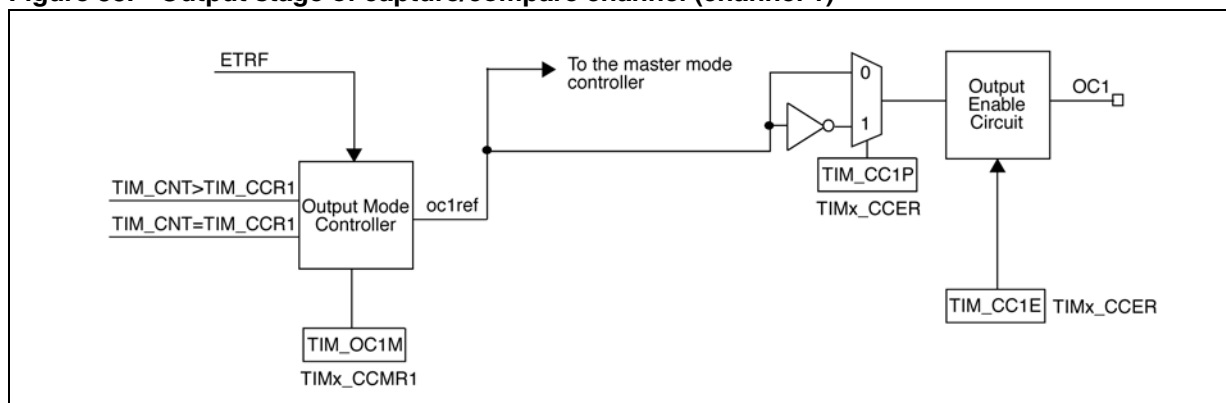 Figure Output stage of capture/compare channel (channel 1)
ETRF
To the master mode
controller
0
1
Output
Enable
Circuit
OC1
TIM_CNT>TIM_CCR1
TIM_CNT=TIM_CCR1
Output Mode
Controller
oc1ref
TIM_CC1P
TIMx_CCER
TIM_OC1M
TIMx_CCMR1
TIM_CC1E
TIMx_CCER